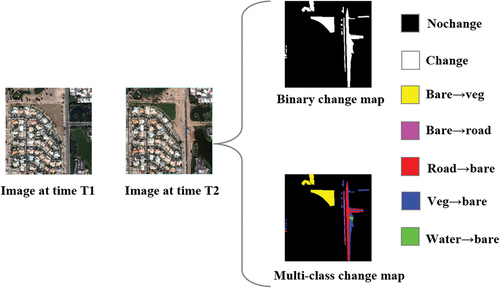 Image at time T1
Image at time T2
Binary change map
Multi-class change map
Nochange
Change
Bare→veg
Bare→road
Road→bare
Veg→bare
Water→bare